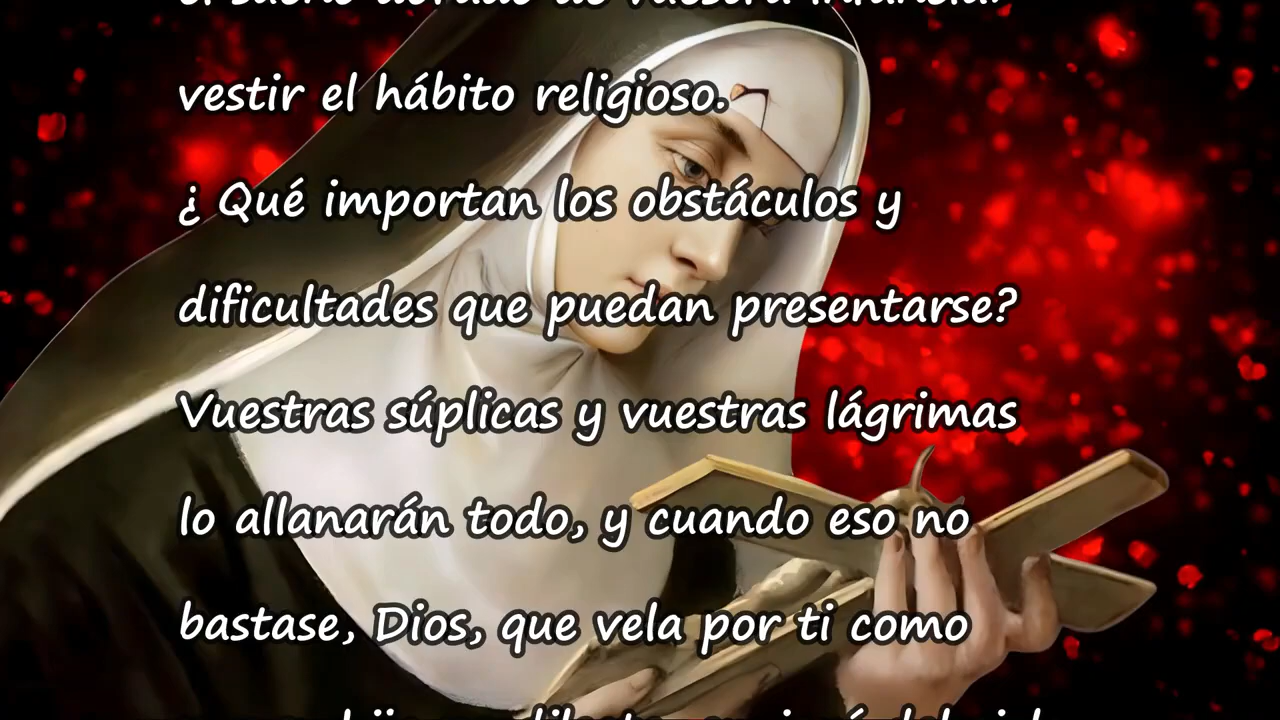 vestir el hábito religioso.
¿ Qué importan los obstáculos y
dificultades que puedan presentarse?
Vuestras súplicas y vuestras lágrimas
lo allanarán todo, y cuando eso no
bastase, Dios, que vela por ti como